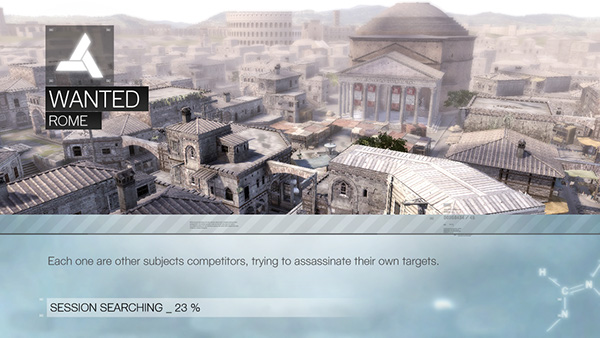 WANTED
ROME
Each one are other subjects competitors, trying to assassinate their own targets.
SESSION SEARCHING _ 23 %
H
C
N
H
N